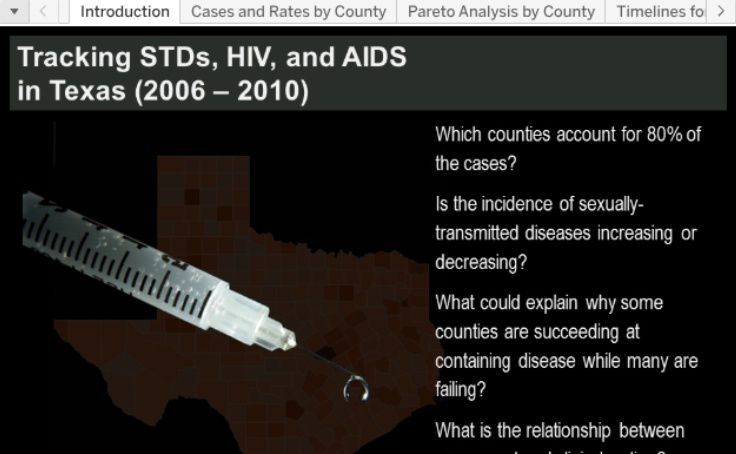 Introduction
Cases and Rates by County
Pareto Analysis by County
Timelines fo
Tracking STDs, HIV, and AIDS
in Texas (2006 – 2010)
Which counties account for 80% of
the cases?
Is the incidence of sexually-
transmitted diseases increasing or
decreasing?
What could explain why some
counties are succeeding at
containing disease while many are
failing?
What is the relationship between